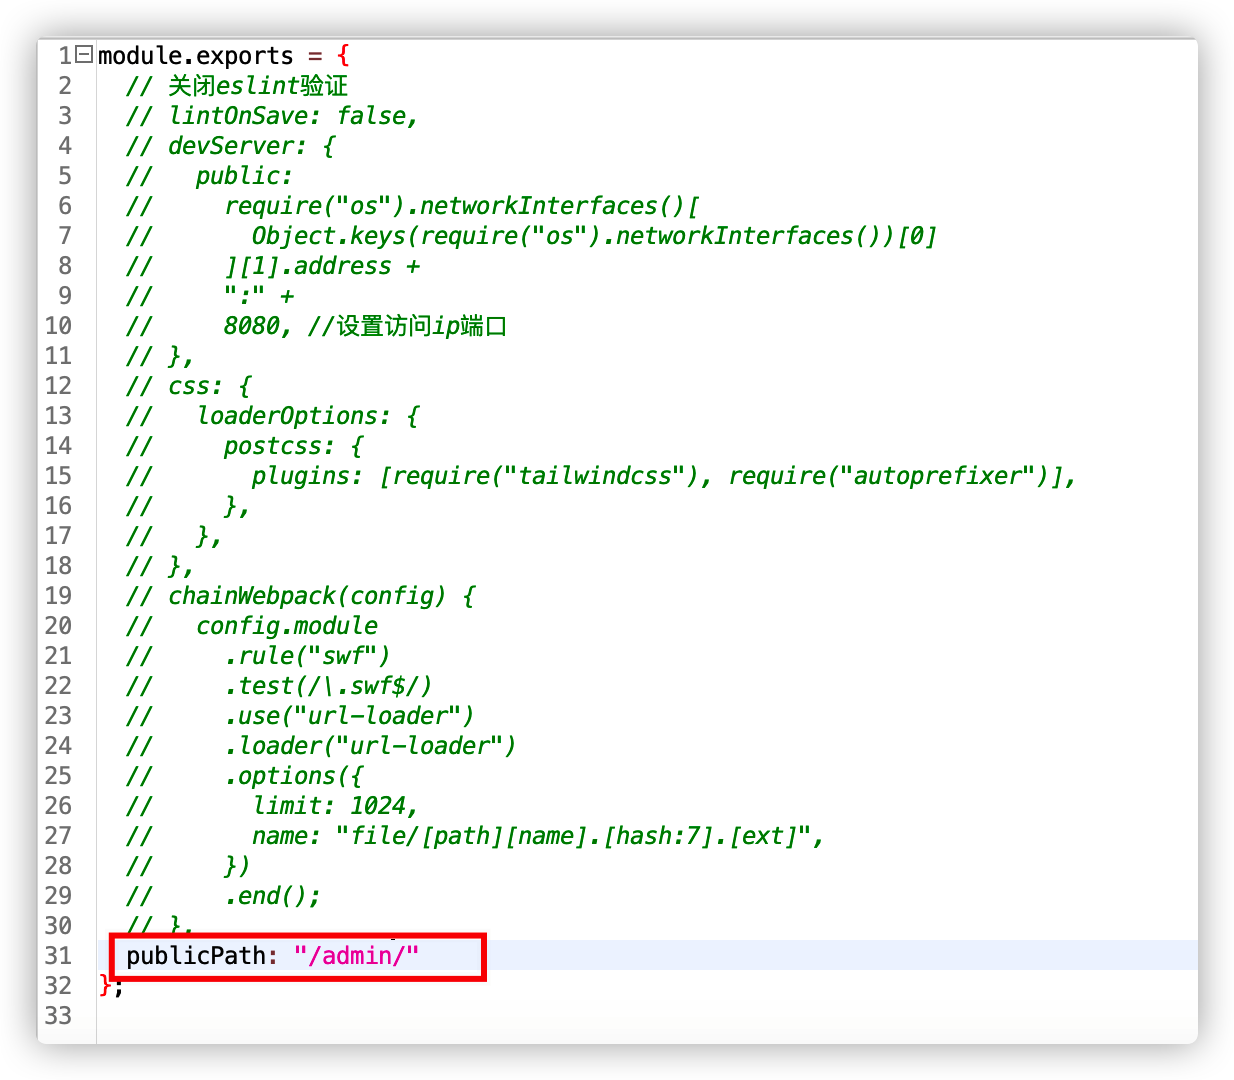 1 module.exports = {
2 // 关闭eslint验证
3 // lintOnSave: false,
4 // devServer: {
5 //   public:
6 //     require("os").networkInterfaces()[
7 //       Object.keys(require("os").networkInterfaces())[0]
8 //     ][1].address +
9 //     ":" +
10 //     8080, //设置访问ip端口
11 // },
12 // css: {
13 //   loaderOptions: {
14 //     postcss: {
15 //       plugins: [require("tailwindcss"), require("autoprefixer")],
16 //     },
17 //   },
18 // },
19 // chainWebpack(config) {
20 //   config.module
21 //     .rule("swf")
22 //     .test(/\.swf$/)
23 //     .use("url-loader")
24 //     .loader("url-loader")
25 //     .options({
26 //       limit: 1024,
27 //       name: "file/[path][name].[hash:7].[ext]",
28 //     })
29 //     .end();
30 // },
31 publicPath: "/admin/"
32 };
33